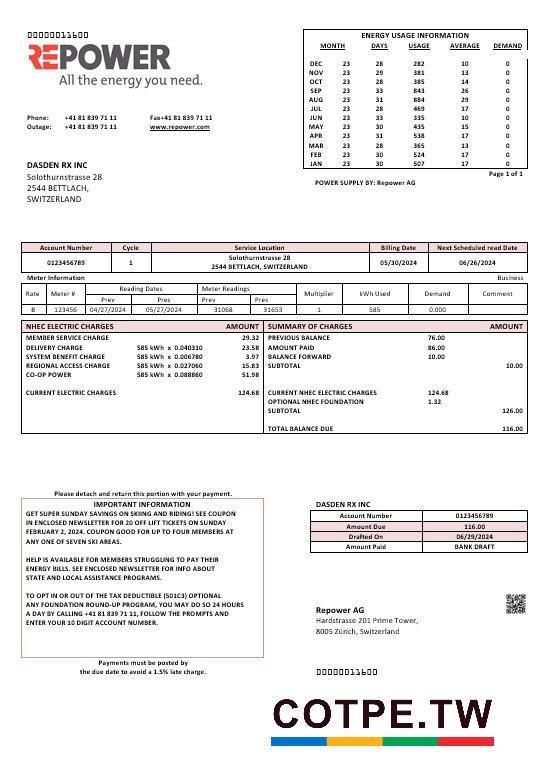 00000011600
REPOWER
All the energy you need.
Phone: +41 81 839 71 11 Fax+41 81 839 71 11
Outage: +41 81 839 71 11 www.repower.com
DASDEN RX INC
Solothurnstrasse 28
2544 BETTLACH,
SWITZERLAND
ENERGY USAGE INFORMATION
MONTH DAYS USAGE AVERAGE DEMAND
DEC 23 28 282 10 0
NOV 23 29 381 13 0
OCT 23 28 385 14 0
SEP 23 33 843 26 0
AUG 23 31 884 29 0
JUL 23 28 469 17 0
JUN 23 33 335 10 0
MAY 23 30 435 15 0
APR 23 31 538 17 0
MAR 23 28 365 13 0
FEB 23 30 524 17 0
JAN 23 30 507 17 0
Page 1 of 1
POWER SUPPLY BY: Repower AG
Account Number Cycle Service Location Billing Date Next Scheduled read Date
0123456789 1 Solothurnstrasse 28 05/30/2024 06/26/2024
2544 BETTLACH, SWITZERLAND
Meter Information Business
Rate Meter # Reading Dates Meter Readings Multiplier kWh Used Demand Comment
Prev Pres Prev Pres
B 123456 04/27/2024 05/27/2024 31068 31653 1 585 0.000
NHEC ELECTRIC CHARGES AMOUNT
MEMBER SERVICE CHARGE 29.32
DELIVERY CHARGE 585 kWh x 0.040310 23.58
SYSTEM BENEFIT CHARGE 585 kWh x 0.006780 3.97
REGIONAL ACCESS CHARGE 585 kWh x 0.027060 15.83
CO-OP POWER 585 kWh x 0.088860 51.98
CURRENT ELECTRIC CHARGES 124.68
SUMMARY OF CHARGES AMOUNT
PREVIOUS BALANCE 76.00
AMOUNT PAID 86.00
BALANCE FORWARD 10.00
SUBTOTAL 10.00
CURRENT NHEC ELECTRIC CHARGES 124.68
OPTIONAL NHEC FOUNDATION 1.32
SUBTOTAL 126.00
TOTAL BALANCE DUE 116.00
Please detach and return this portion with your payment.
IMPORTANT INFORMATION
GET SUPER SUNDAY SAVINGS ON SKIING AND RIDING! SEE COUPON
IN ENCLOSED NEWSLETTER FOR 20 OFF LIFT TICKETS ON SUNDAY
FEBRUARY 2, 2024. COUPON GOOD FOR UP TO FOUR MEMBERS AT
ANY ONE OF SEVEN SKI AREAS.
HELP IS AVAILABLE FOR MEMBERS STRUGGLING TO PAY THEIR
ENERGY BILLS. SEE ENCLOSED NEWSLETTER FOR INFO ABOUT
STATE AND LOCAL ASSISTANCE PROGRAMS.
TO OPT IN OR OUT OF THE TAX DEDUCTIBLE (501C3) OPTIONAL
ANY FOUNDATION ROUND-UP PROGRAM, YOU MAY DO SO 24 HOURS
A DAY BY CALLING +41 81 839 71 11, FOLLOW THE PROMPTS AND
ENTER YOUR 10 DIGIT ACCOUNT NUMBER.
Payments must be posted by
the due date to avoid a 1.5% late charge.
DASDEN RX INC
Account Number 0123456789
Amount Due 116.00
Drafted On 06/29/2024
Amount Paid BANK DRAFT
Repower AG
Hardstrasse 201 Prime Tower,
8005 Zürich, Switzerland
00000011600
COTPE.TW